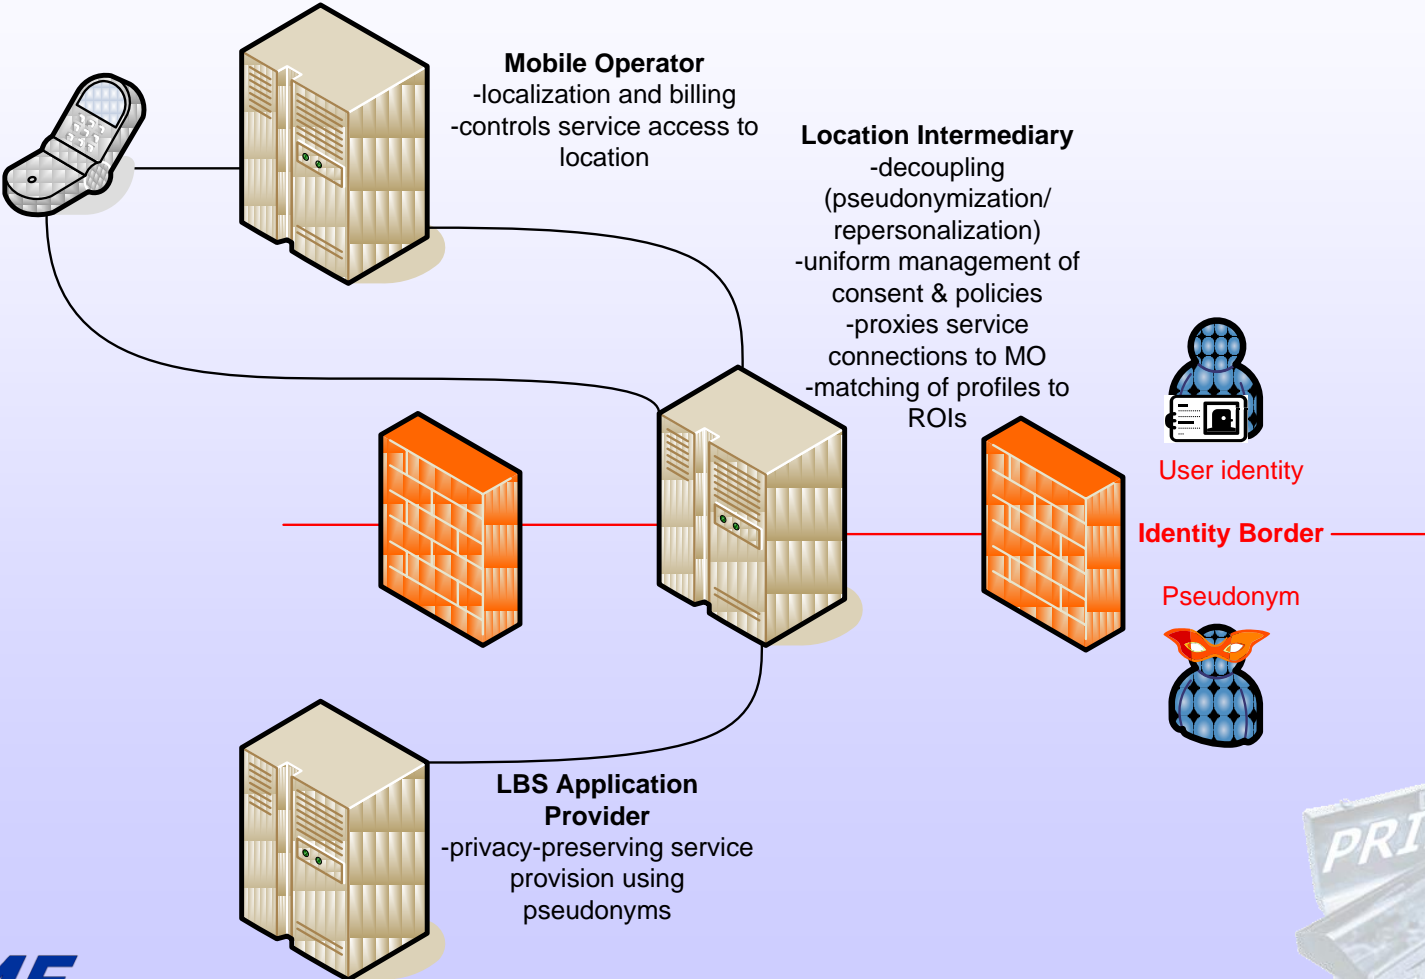 Mobile Operator
-localization and billing
-controls service access to
location
Location Intermediary
-decoupling
(pseudonymization/
repersonalization)
-uniform management of
consent & policies
-proxies service
connections to MO
-matching of profiles to
ROIs
User identity
Identity Border
Pseudonym
LBS Application
Provider
-privacy-preserving service
provision using
pseudonyms